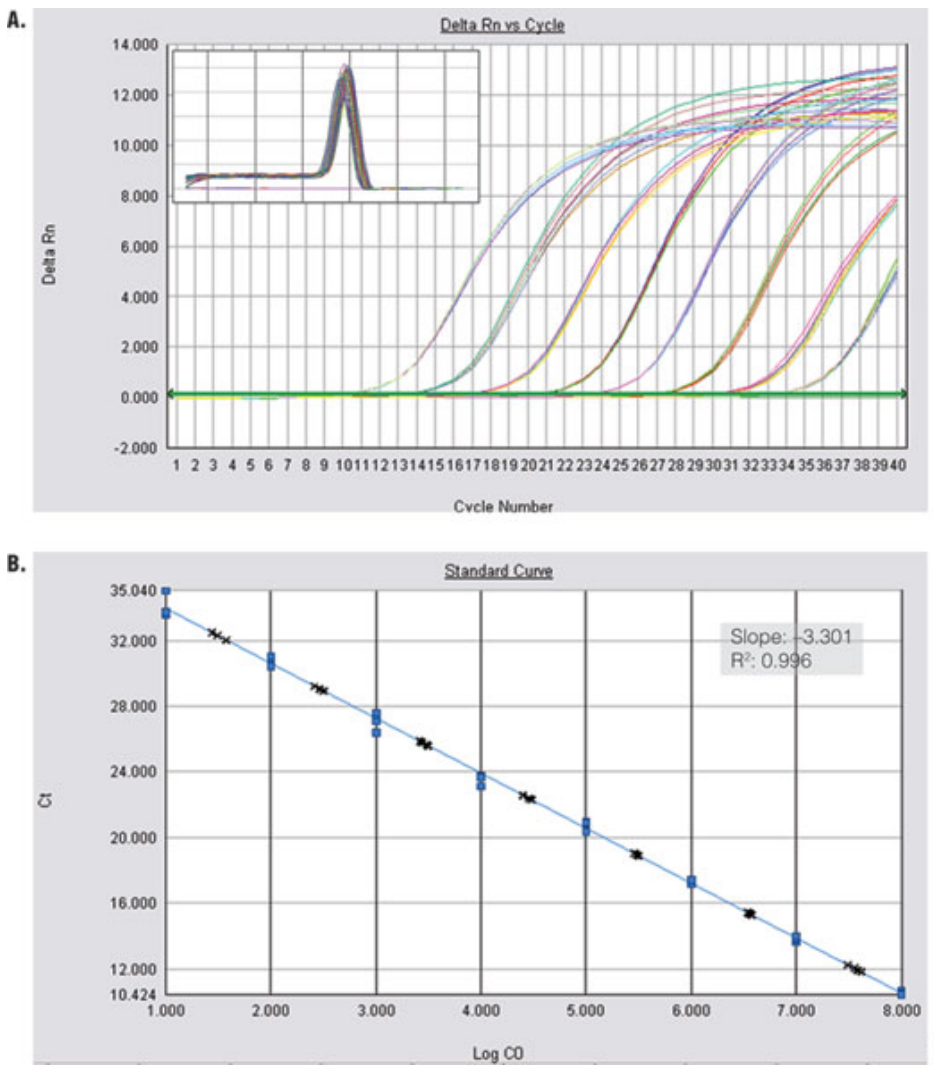 A.
Delta Rn vs Cycle
14.000
12.000
10.000
8.000
6.000
4.000
2.000
0.000
-2.000
Delta Rn
1 2 3 4 5 6 7 8 9 10 11 12 13 14 15 16 17 18 19 20 21 22 23 24 25 26 27 28 29 30 31 32 33 34 35 36 37 38 39 40
Cycle Number
B.
Standard Curve
35.040
32.000
28.000
24.000
20.000
16.000
12.000
10.424
Ct
Slope: -3.301
R²: 0.996
1.000 2.000 3.000 4.000 5.000 6.000 7.000 8.000
Log C0